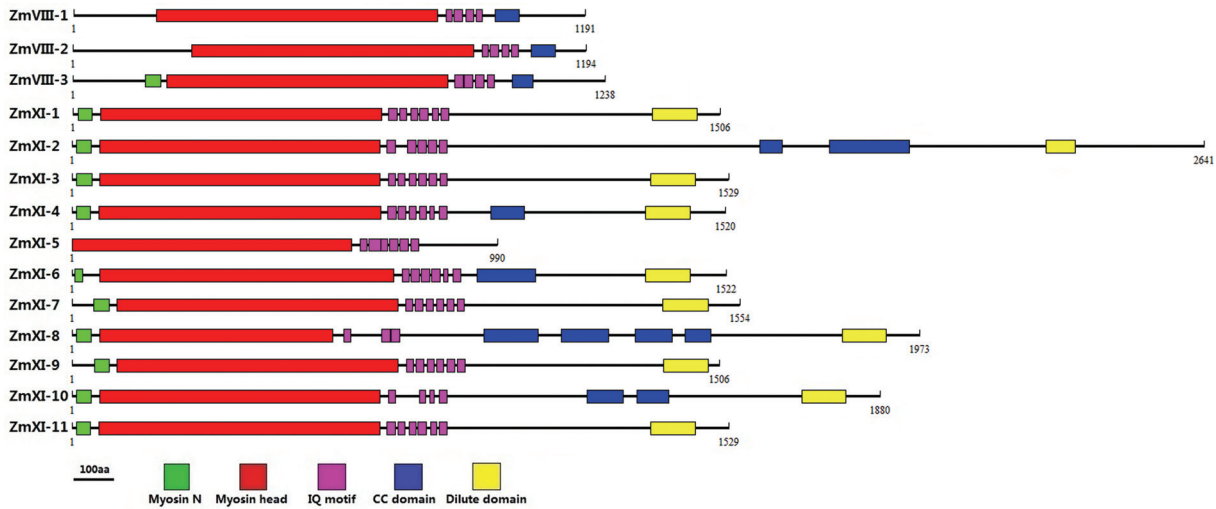 ZmVIII-1
1 1191
ZmVIII-2
1 1194
ZmVIII-3
1 1238
ZmXI-1
1 1506
ZmXI-2
1 2641
ZmXI-3
1 1529
ZmXI-4
1 1520
ZmXI-5
1 990
ZmXI-6
1 1522
ZmXI-7
1 1554
ZmXI-8
1 1973
ZmXI-9
1 1506
ZmXI-10
1 1880
ZmXI-11
1 1529
100aa
Myosin N Myosin head IQ motif CC domain Dilute domain